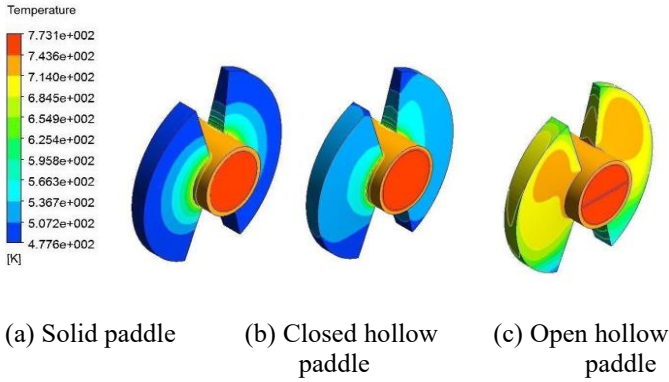 Temperature
7.731e+002
7.436e+002
7.140e+002
6.845e+002
6.549e+002
6.254e+002
5.958e+002
5.663e+002
5.367e+002
5.072e+002
4.776e+002
[K]
(a) Solid paddle
(b) Closed hollow
paddle
(c) Open hollow
paddle